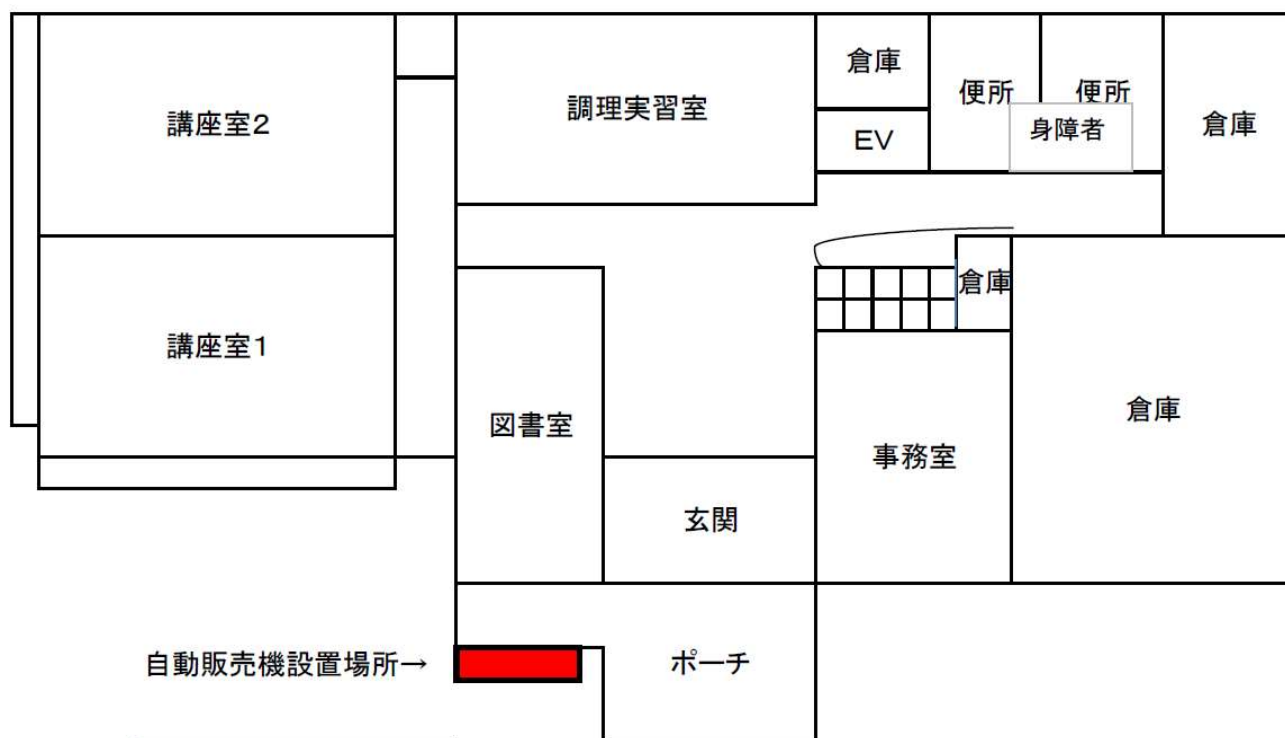 倉庫
便所
便所
講座室2
調理実習室
身障者
倉庫
EV
倉庫
講座室1
倉庫
図書室
事務室
玄関
自動販売機設置場所→
ポーチ